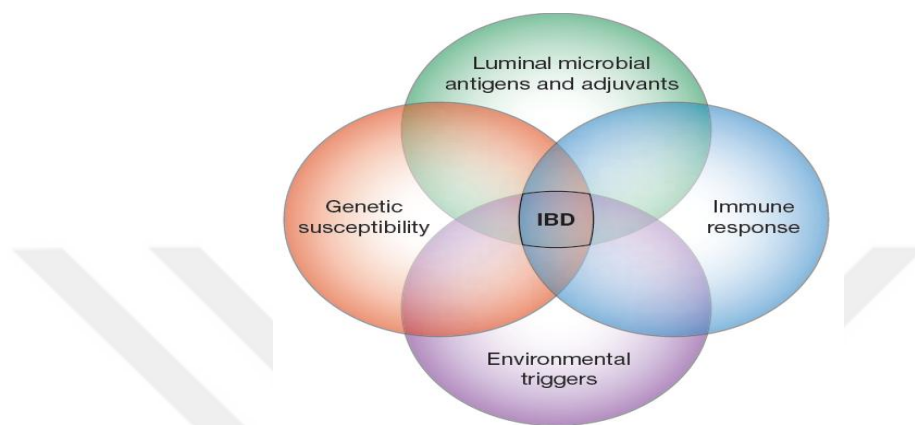 Luminal microbial
antigens and adjuvants
Genetic
susceptibility
IBD
Immune
response
Environmental
triggers